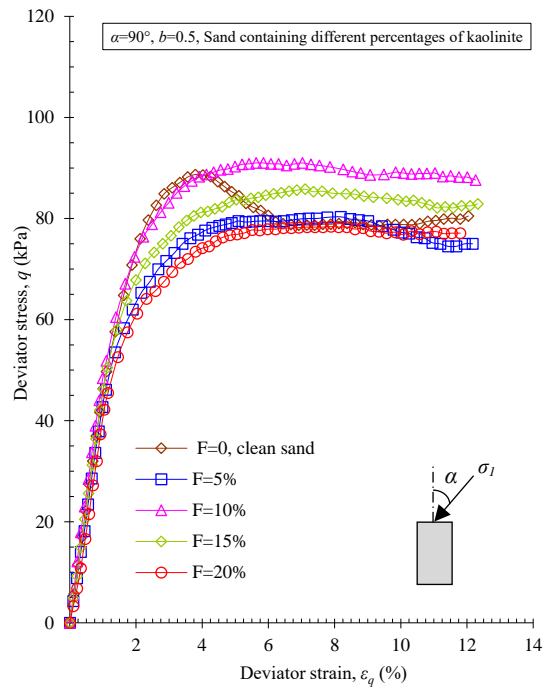 α=90°, b=0.5, Sand containing different percentages of kaolinite
120
100
80
60
40
20
0
Deviator stress, q (kPa)
F=0, clean sand
F=5%
F=10%
F=15%
F=20%
α
σ1
2 4 6 8 10 12 14
Deviator strain, εq (%)